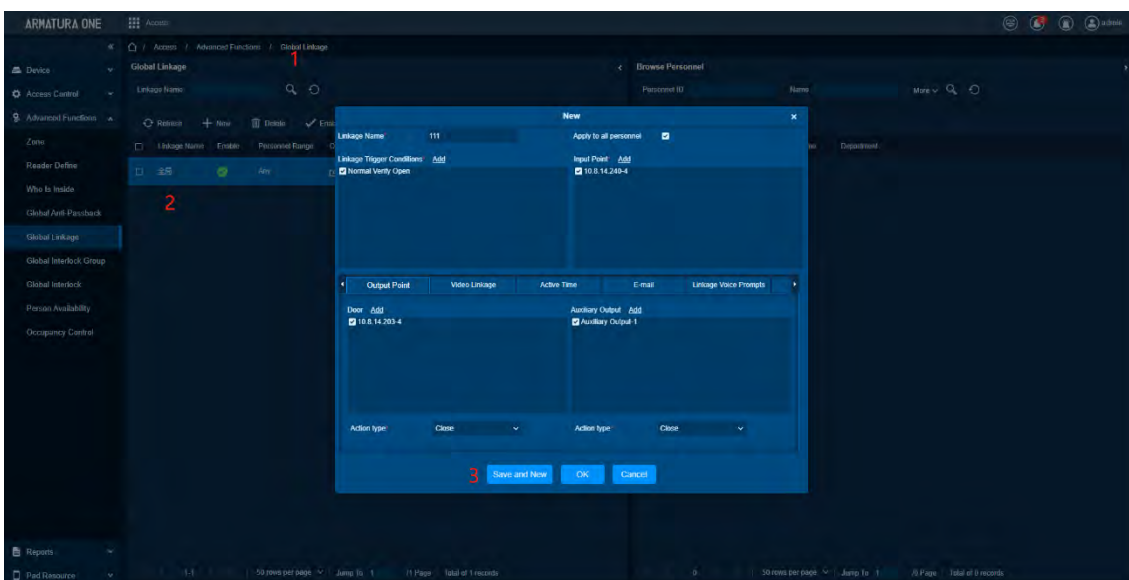 ARMATURA ONE
Access
admin
/ Access / Advanced Functions / Global Linkage
1
Device
Access Control
Advanced Functions
Zone
Reader Define
Who Is Inside
Global Anti-Passback
Global Linkage
Global Interlock Group
Global Interlock
Person Availability
Occupancy Control
Reports
Pad Resource
Global Linkage
Linkage Name
Refresh New Delete
Linkage Name Enable Personnel Range
2
Browse Personnel
Personnel ID Name More
Department
New
Linkage Name 111 Apply to all personnel
Linkage Trigger Conditions Add Input Point Add
Normal Verify Open 10.8.14.240-4
Output Point Video Linkage Active Time E-mail Linkage Voice Prompts
Door Add Auxiliary Output Add
10.8.14.203-4 Auxiliary Output-1
Action type: Close Action type: Close
3 Save and New OK Cancel
1-1 50 rows per page Jump To 1 /1 Page Total of 1 records
0 50 rows per page Jump To 1 /0 Page Total of 0 records